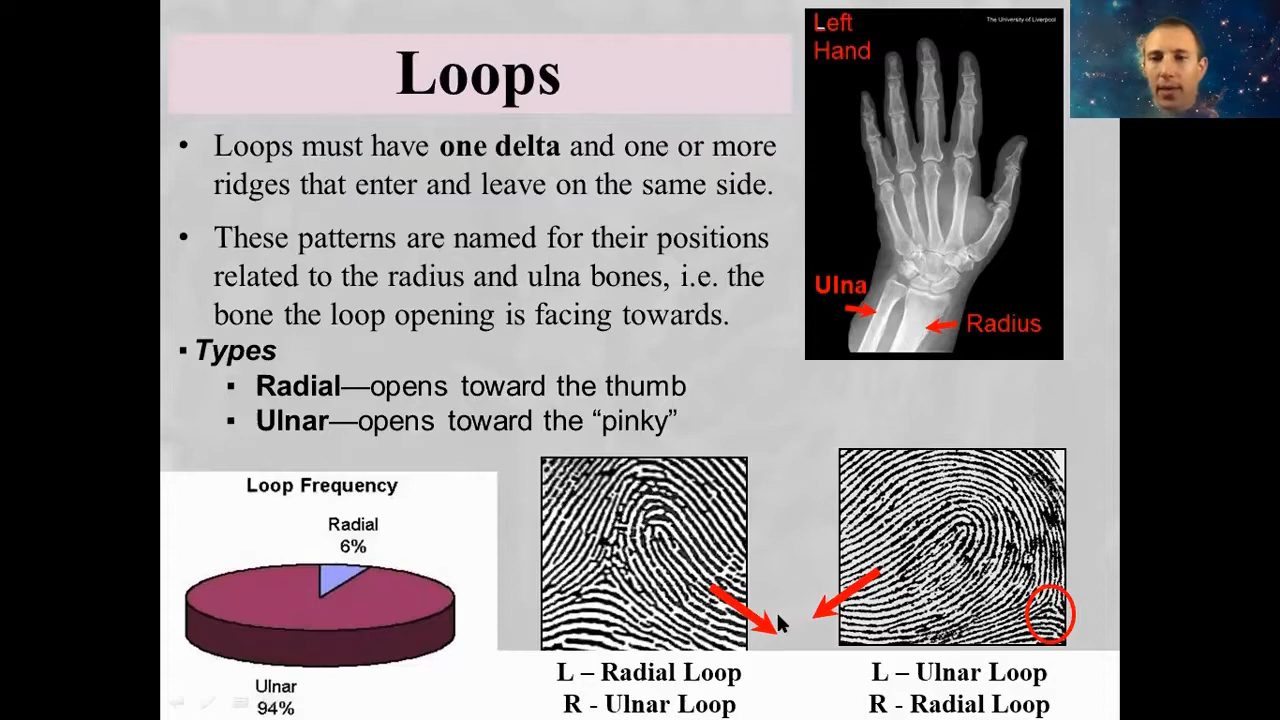 Loops
• Loops must have one delta and one or more
ridges that enter and leave on the same side.
• These patterns are named for their positions
related to the radius and ulna bones, i.e. the
bone the loop opening is facing towards.
▪ Types
▪ Radial—opens toward the thumb
▪ Ulnar—opens toward the “pinky”
Left
Hand
The University of Liverpool
Ulna
Radius
Loop Frequency
Radial
6%
Ulnar
94%
L – Radial Loop
R - Ulnar Loop
L – Ulnar Loop
R - Radial Loop